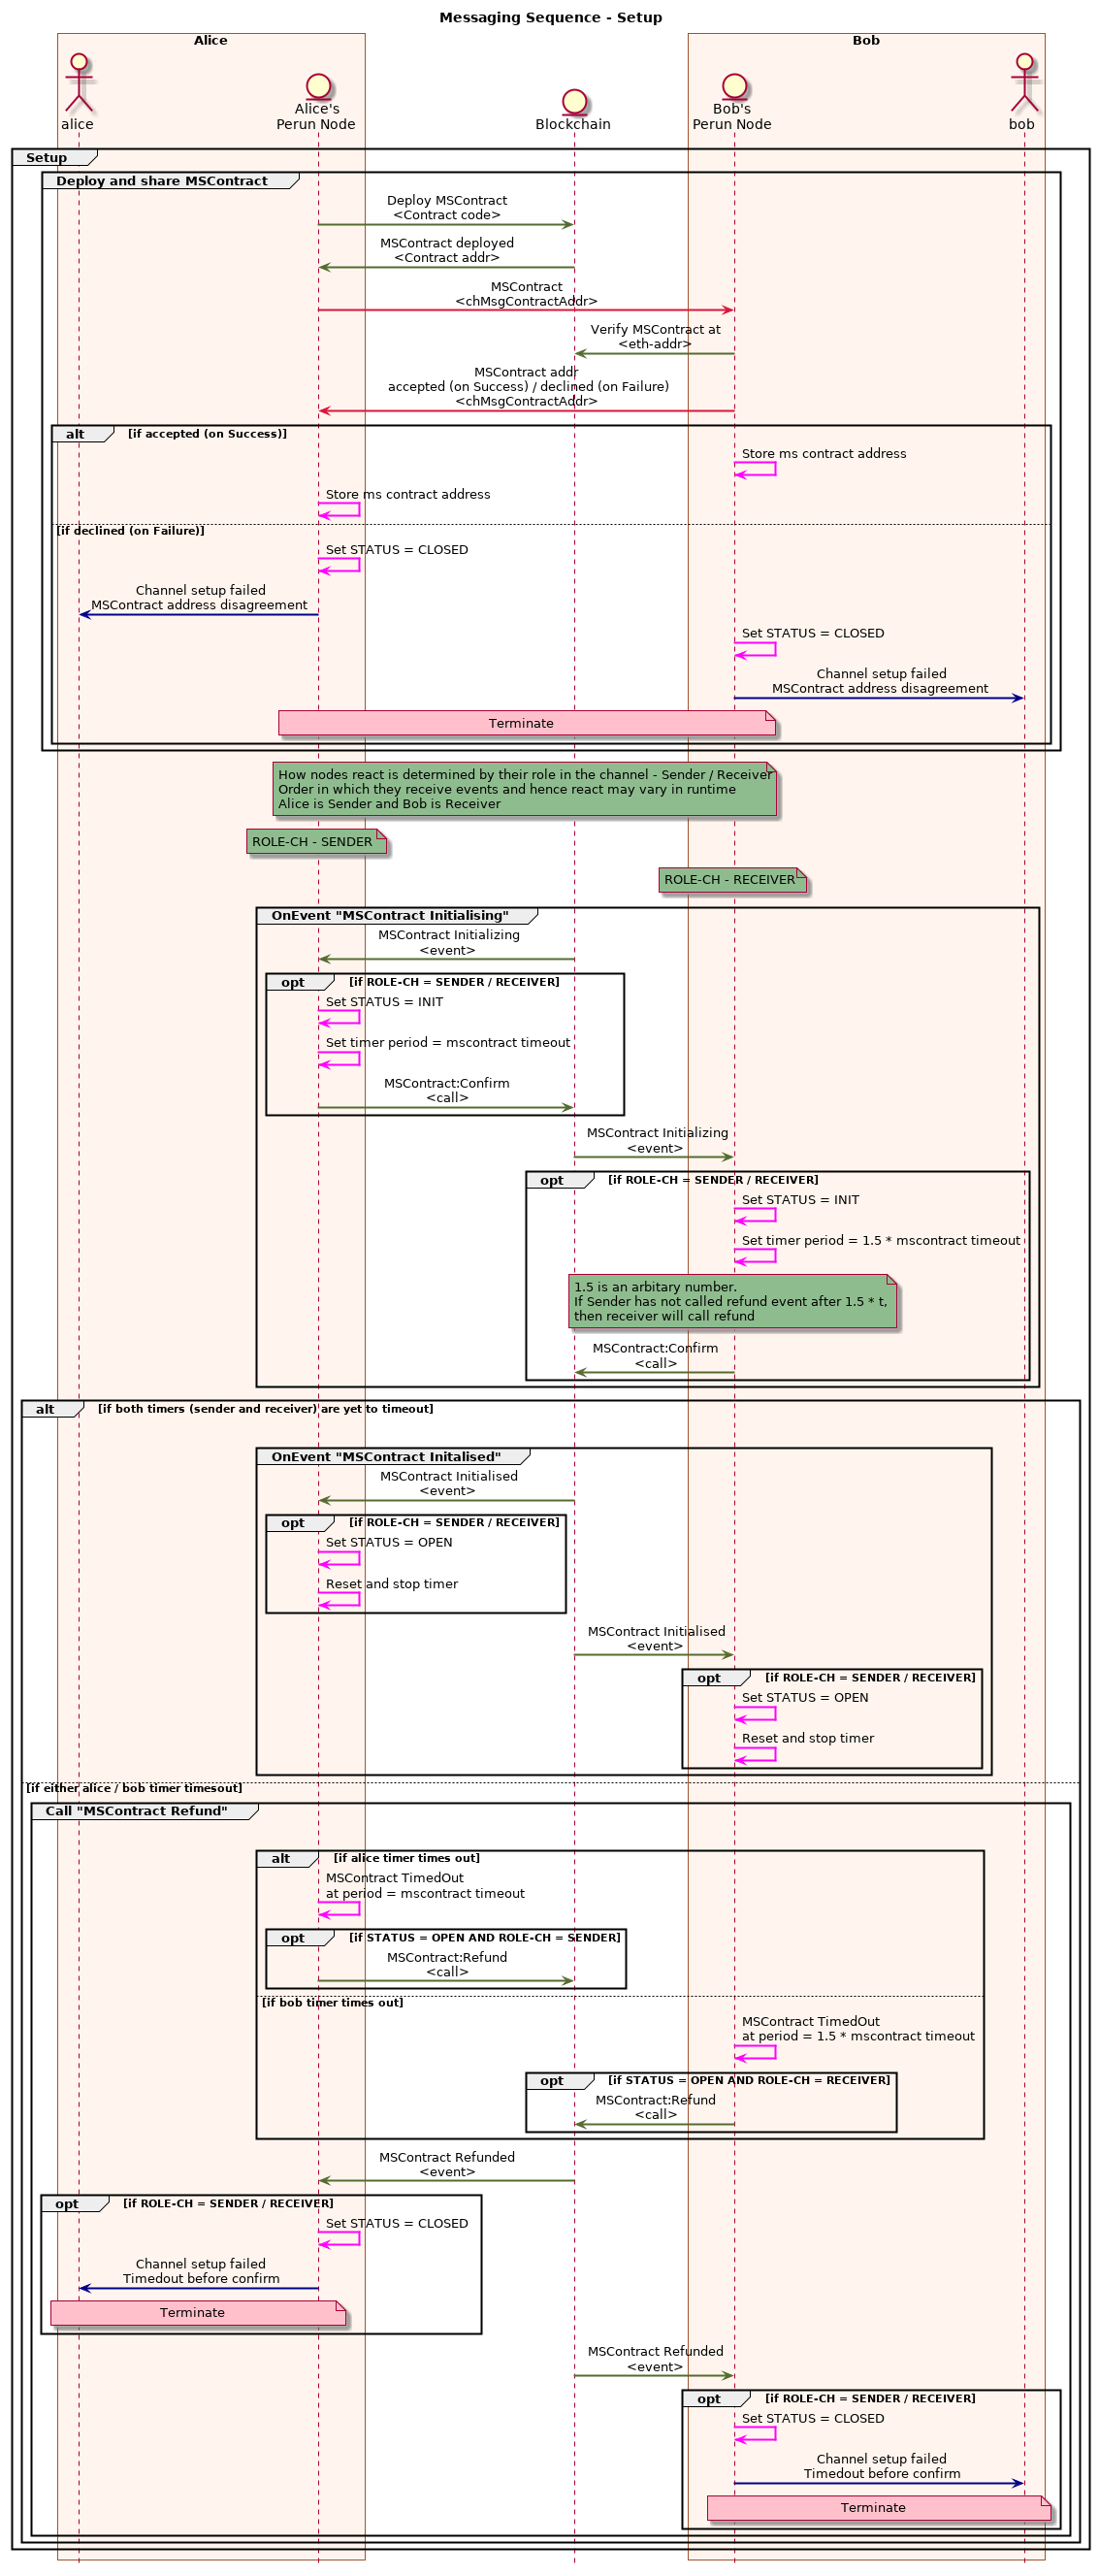 Messaging Sequence - Setup
Alice
Bob
alice
Alice's
Perun Node
Blockchain
Bob's
Perun Node
bob
Setup
Deploy and share MSContract
Deploy MSContract
<Contract code>
MSContract deployed
<Contract addr>
MSContract
<chMsgContractAddr>
Verify MSContract at
<eth-addr>
MSContract addr
accepted (on Success) / declined (on Failure)
<chMsgContractAddr>
alt [if accepted (on Success)]
Store ms contract address
Store ms contract address
[if declined (on Failure)]
Set STATUS = CLOSED
Channel setup failed
MSContract address disagreement
Set STATUS = CLOSED
Channel setup failed
MSContract address disagreement
Terminate
How nodes react is determined by their role in the channel - Sender / Receiver
Order in which they receive events and hence react may vary in runtime
Alice is Sender and Bob is Receiver
ROLE-CH - SENDER
ROLE-CH - RECEIVER
OnEvent "MSContract Initialising"
MSContract Initializing
<event>
opt [if ROLE-CH = SENDER / RECEIVER]
Set STATUS = INIT
Set timer period = mscontract timeout
MSContract:Confirm
<call>
MSContract Initializing
<event>
opt [if ROLE-CH = SENDER / RECEIVER]
Set STATUS = INIT
Set timer period = 1.5 * mscontract timeout
1.5 is an arbitary number.
If Sender has not called refund event after 1.5 * t,
then receiver will call refund
MSContract:Confirm
<call>
alt [if both timers (sender and receiver) are yet to timeout]
OnEvent "MSContract Initalised"
MSContract Initialised
<event>
opt [if ROLE-CH = SENDER / RECEIVER]
Set STATUS = OPEN
Reset and stop timer
MSContract Initialised
<event>
opt [if ROLE-CH = SENDER / RECEIVER]
Set STATUS = OPEN
Reset and stop timer
[if either alice / bob timer timesout]
Call "MSContract Refund"
alt [if alice timer times out]
MSContract TimedOut
at period = mscontract timeout
opt [if STATUS = OPEN AND ROLE-CH = SENDER]
MSContract:Refund
<call>
[if bob timer times out]
MSContract TimedOut
at period = 1.5 * mscontract timeout
opt [if STATUS = OPEN AND ROLE-CH = RECEIVER]
MSContract:Refund
<call>
MSContract Refunded
<event>
opt [if ROLE-CH = SENDER / RECEIVER]
Set STATUS = CLOSED
Channel setup failed
Timedout before confirm
Terminate
MSContract Refunded
<event>
opt [if ROLE-CH = SENDER / RECEIVER]
Set STATUS = CLOSED
Channel setup failed
Timedout before confirm
Terminate